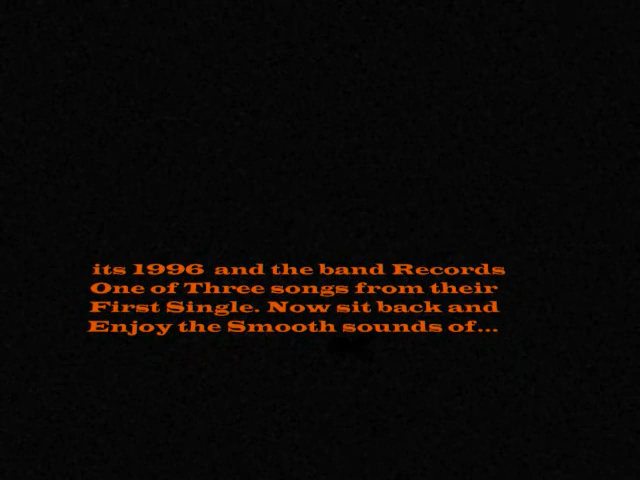 its 1996 and the band Records
One of Three songs from their
First Single. Now sit back and
Enjoy the Smooth sounds of...